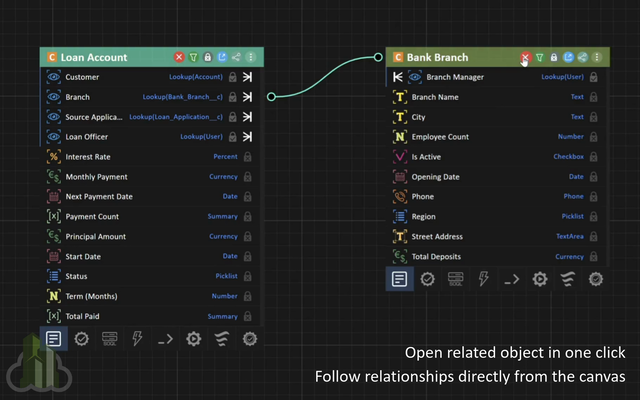 C Loan Account
Customer Lookup(Account)
Branch Lookup(Bank_Branch__c)
Source Applica... Lookup(Loan_Application__c)
Loan Officer Lookup(User)
Interest Rate Percent
Monthly Payment Currency
Next Payment Date Date
Payment Count Summary
Principal Amount Currency
Start Date Date
Status Picklist
Term (Months) Number
Total Paid Summary
C Bank Branch
Branch Manager Lookup(User)
Branch Name Text
City Text
Employee Count Number
Is Active Checkbox
Opening Date Date
Phone Phone
Region Picklist
Street Address TextArea
Total Deposits Currency
Open related object in one click
Follow relationships directly from the canvas